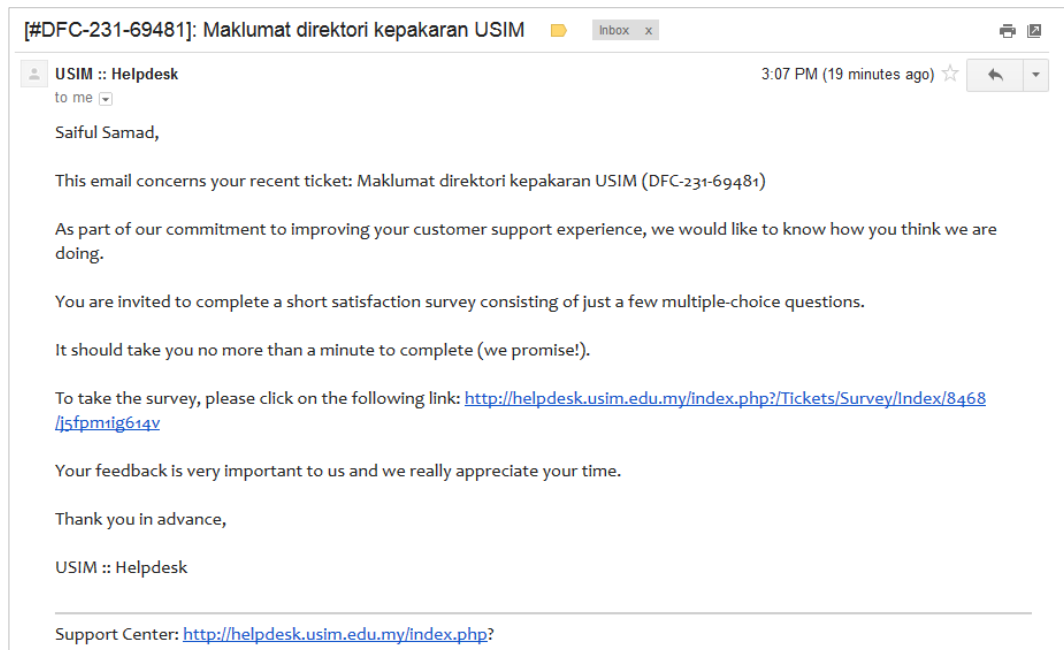 [#DFC-231-69481]: Maklumat direktori kepakaran USIM Inbox x
USIM :: Helpdesk 3:07 PM (19 minutes ago)
to me
Saiful Samad,
This email concerns your recent ticket: Maklumat direktori kepakaran USIM (DFC-231-69481)
As part of our commitment to improving your customer support experience, we would like to know how you think we are
doing.
You are invited to complete a short satisfaction survey consisting of just a few multiple-choice questions.
It should take you no more than a minute to complete (we promise!).
To take the survey, please click on the following link: http://helpdesk.usim.edu.my/index.php?/Tickets/Survey/Index/8468
/j5fpm1ig614v
Your feedback is very important to us and we really appreciate your time.
Thank you in advance,
USIM :: Helpdesk
Support Center: http://helpdesk.usim.edu.my/index.php?